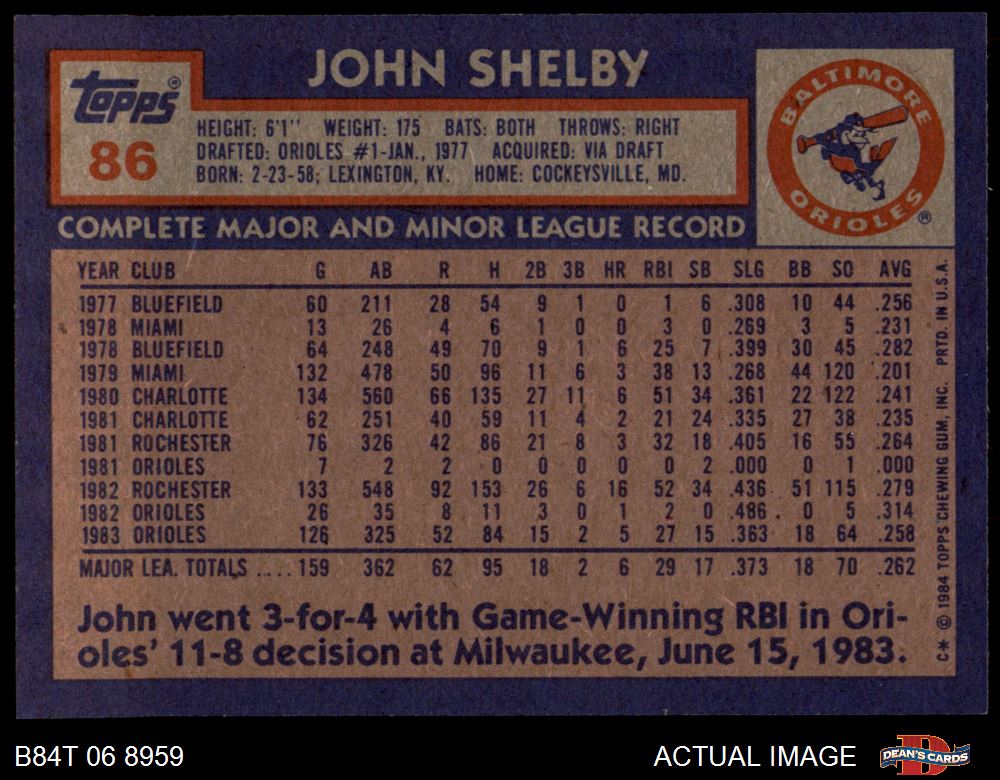 JOHN SHELBY
Topps®
86
HEIGHT: 6'1" WEIGHT: 175 BATS: BOTH THROWS: RIGHT
DRAFTED: ORIOLES #1-JAN., 1977 ACQUIRED: VIA DRAFT
BORN: 2-23-58; LEXINGTON, KY. HOME: COCKEYSVILLE, MD.
BALTIMORE
ORIOLES ®
COMPLETE MAJOR AND MINOR LEAGUE RECORD
YEAR CLUB G AB R H 2B 3B HR RBI SB SLG BB SO AVG
1977 BLUEFIELD 60 211 28 54 9 1 0 1 6 .308 10 44 .256
1978 MIAMI 13 26 4 6 1 0 0 3 0 .269 3 5 .231
1978 BLUEFIELD 64 248 49 70 9 1 6 25 7 .399 30 45 .282
1979 MIAMI 132 478 50 96 11 6 3 38 13 .268 44 120 .201
1980 CHARLOTTE 134 560 66 135 27 11 6 51 34 .361 22 122 .241
1981 CHARLOTTE 62 251 40 59 11 4 2 21 24 .335 27 38 .235
1981 ROCHESTER 76 326 42 86 21 8 3 32 18 .405 16 55 .264
1981 ORIOLES 7 2 2 0 0 0 0 0 2 .000 0 1 .000
1982 ROCHESTER 133 548 92 153 26 6 16 52 34 .436 51 115 .279
1982 ORIOLES 26 35 8 11 3 0 1 2 0 .486 0 5 .314
1983 ORIOLES 126 325 52 84 15 2 5 27 15 .363 18 64 .258
MAJOR LEA. TOTALS .... 159 362 62 95 18 2 6 29 17 .373 18 70 .262
John went 3-for-4 with Game-Winning RBI in Ori-
oles' 11-8 decision at Milwaukee, June 15, 1983.
C* © 1984 TOPPS CHEWING GUM, INC. PRTD. IN U.S.A.
B84T 06 8959
ACTUAL IMAGE
DEAN'S CARDS